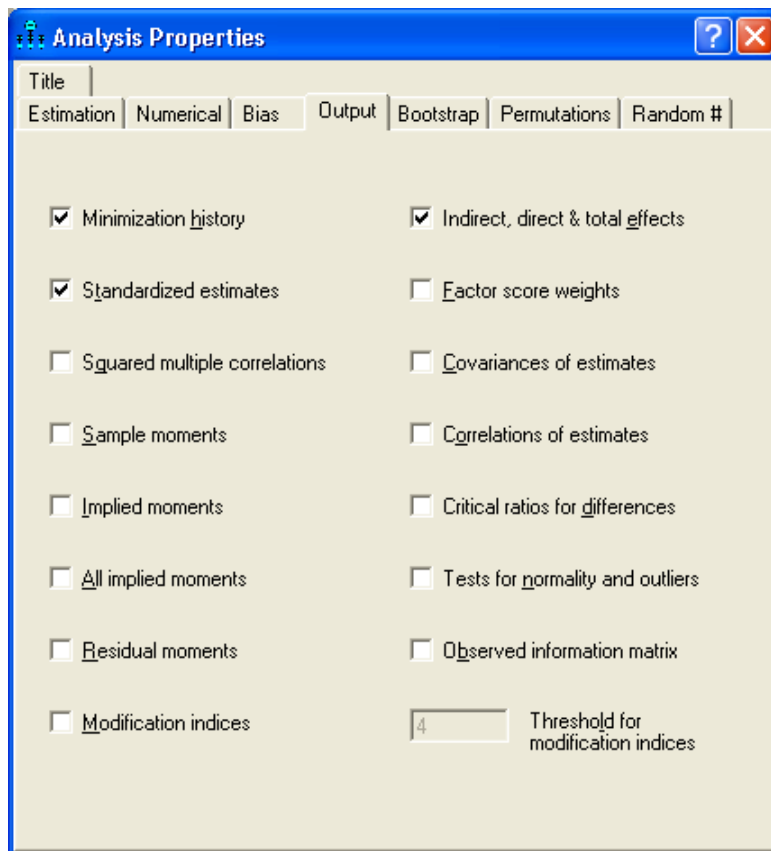 Analysis Properties
Title
Estimation Numerical Bias Output Bootstrap Permutations Random #
Minimization history
Indirect, direct & total effects
Standardized estimates
Factor score weights
Squared multiple correlations
Covariances of estimates
Sample moments
Correlations of estimates
Implied moments
Critical ratios for differences
All implied moments
Tests for normality and outliers
Residual moments
Observed information matrix
Modification indices
4
Threshold for
modification indices